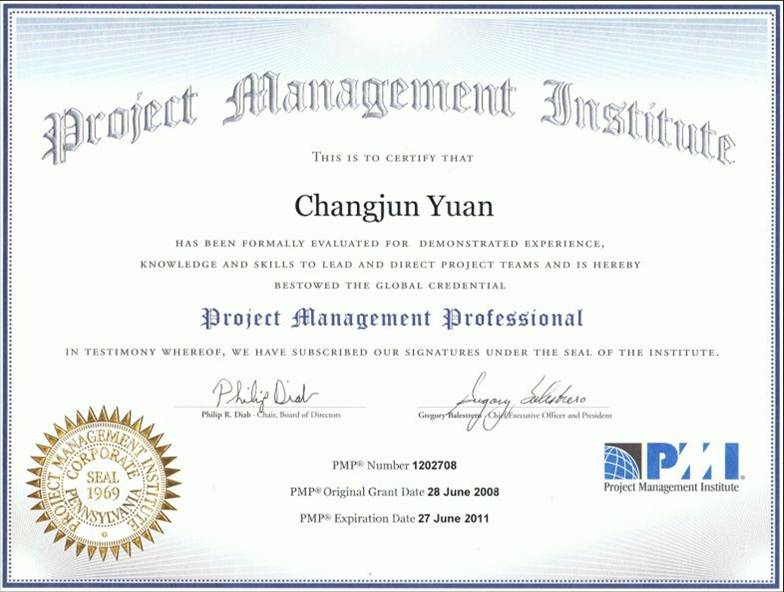 Project Management Institute
THIS IS TO CERTIFY THAT
Changjun Yuan
HAS BEEN FORMALLY EVALUATED FOR DEMONSTRATED EXPERIENCE,
KNOWLEDGE AND SKILLS TO LEAD AND DIRECT PROJECT TEAMS AND IS HEREBY
BESTOWED THE GLOBAL CREDENTIAL
Project Management Professional
IN TESTIMONY WHEREOF, WE HAVE SUBSCRIBED OUR SIGNATURES UNDER THE SEAL OF THE INSTITUTE.
Philip Diab
Gregory Balestrero
Philip R. Diab - Chair, Board of Directors
Gregory Balestrero - Chief Executive Officer and President
PROJECT MANAGEMENT INSTITUTE
CORPORATE
SEAL
1969
PENNSYLVANIA
PMP® Number 1202708
PMP® Original Grant Date 28 June 2008
PMP® Expiration Date 27 June 2011
PMI®
Project Management Institute